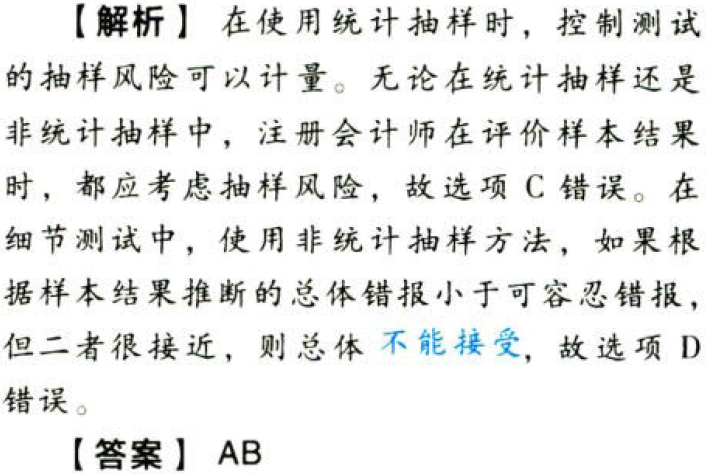 【解析】 在使用统计抽样时，控制测试
的抽样风险可以计量。无论在统计抽样还是
非统计抽样中，注册会计师在评价样本结果
时，都应考虑抽样风险，故选项 C 错误。在
细节测试中，使用非统计抽样方法，如果根
据样本结果推断的总体错报小于可容忍错报，
但二者很接近，则总体 不能接受，故选项 D
错误。
【答案】 AB